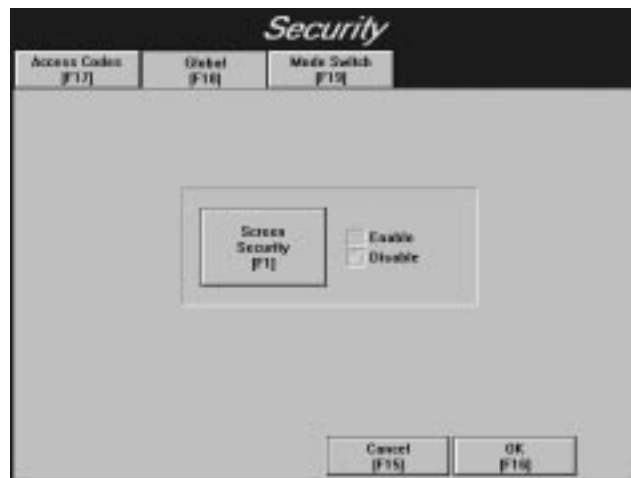 Security
Access Codes
[F17]
Global
[F18]
Mode Switch
[F19]
Screen
Security
[F1]
Enable
Disable
Cancel
[F15]
OK
[F16]